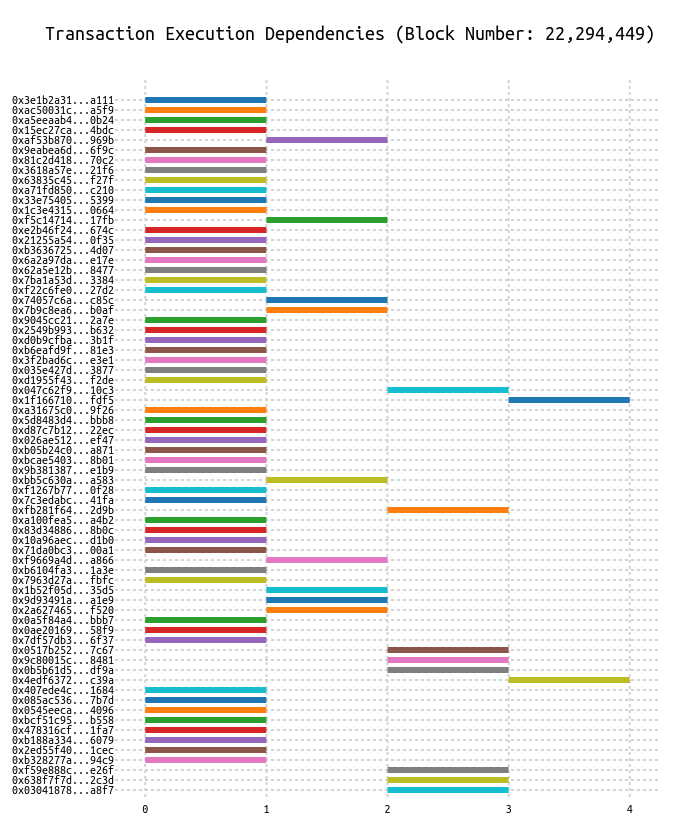 Transaction Execution Dependencies (Block Number: 22,294,449)
0x3e1b2a31...a111
0xac50031c...a5f9
0xa5eeaab4...0b24
0x15ec27ca...4bdc
0xaf53b870...969b
0x9eabea6d...6f9c
0x81c2d418...70c2
0x3618a57e...21f6
0x63835c45...f27f
0xa71fd850...c210
0x33e75405...5399
0x1c3e4315...0664
0xf5c14714...17fb
0xe2b46f24...674c
0x21255a54...0f35
0xb3636725...4d07
0x6a2a97da...e17e
0x62a5e12b...8477
0x7ba1a53d...3384
0xf22c6fe0...27d2
0x74057c6a...c85c
0x7b9c8ea6...b0af
0x9045cc21...2a7e
0x2549b993...b632
0xd0b9cfba...3b1f
0xb6eafd9f...81e3
0x3f2bad6c...e3e1
0x035e427d...3877
0xd1955f43...f2de
0x047c62f9...10c3
0x1f166710...fdf5
0xa31675c0...9f26
0x5d8483d4...bbb8
0xd87c7b12...22ec
0x026ae512...ef47
0xb05b24c0...a871
0xbcae5403...8b01
0x9b381387...e1b9
0xbb5c630a...a583
0xf1267b77...0f28
0x7c3edabc...41fa
0xfb281f64...2d9b
0xa100fea5...a4b2
0x83d34886...8b0c
0x10a96aec...d1b0
0x71da0bc3...00a1
0xf9669a4d...a866
0xb6104fa3...1a3e
0x7963d27a...fbfc
0x1b52f05d...35d5
0x9d93491a...a1e9
0x2a627465...f520
0x0a5f84a4...bbb7
0x0ae20169...58f9
0x7df57db3...6f37
0x0517b252...7c67
0x9c80015c...8481
0x0b5b61d5...df9a
0x4edf6372...c39a
0x407ede4c...1684
0x085ac536...7b7d
0x0545eeca...4096
0xbcf51c95...b558
0x478316cf...1fa7
0xb188a334...6079
0x2ed55f40...1cec
0xb328277a...94c9
0xf59e888c...e26f
0x638f7f7d...2c3d
0x03041878...a8f7
0 1 2 3 4